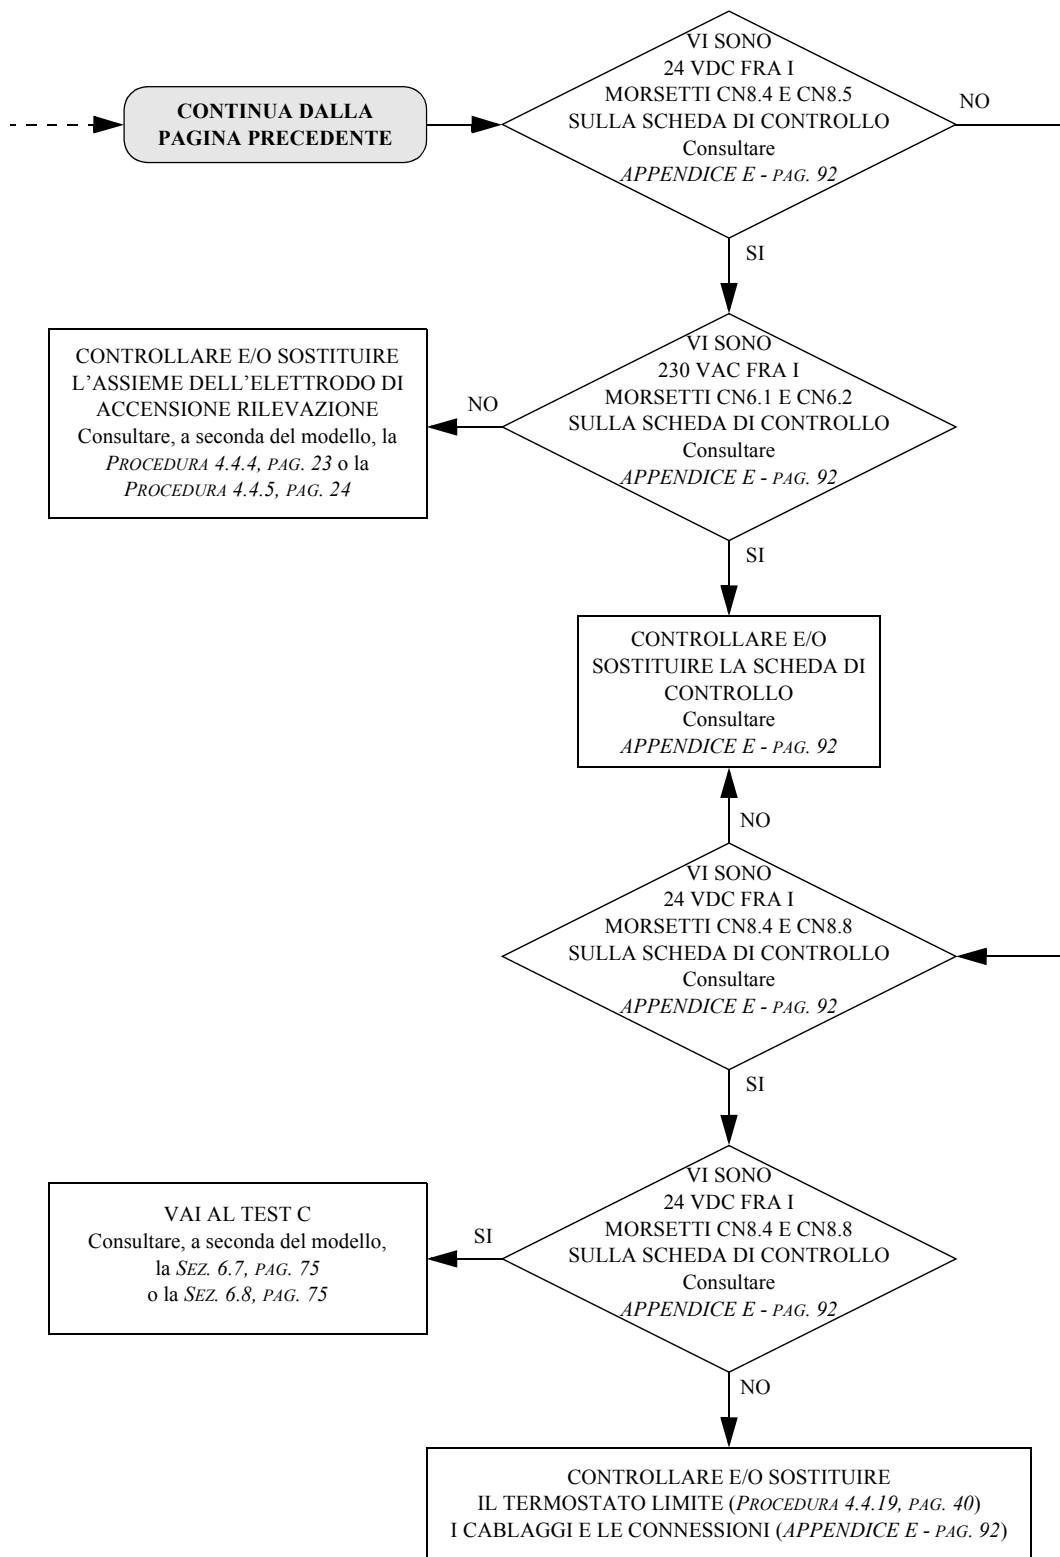 CONTINUA DALLA
PAGINA PRECEDENTE
VI SONO
24 VDC FRA I
MORSETTI CN8.4 E CN8.5
SULLA SCHEDA DI CONTROLLO
Consultare
APPENDICE E - PAG. 92
NO
SI
VI SONO
230 VAC FRA I
MORSETTI CN6.1 E CN6.2
SULLA SCHEDA DI CONTROLLO
Consultare
APPENDICE E - PAG. 92
NO
CONTROLLARE E/O SOSTITUIRE
L'ASSIEME DELL'ELETTRODO DI
ACCENSIONE RILEVAZIONE
Consultare, a seconda del modello, la
PROCEDURA 4.4.4, PAG. 23 o la
PROCEDURA 4.4.5, PAG. 24
SI
CONTROLLARE E/O
SOSTITUIRE LA SCHEDA DI
CONTROLLO
Consultare
APPENDICE E - PAG. 92
NO
VI SONO
24 VDC FRA I
MORSETTI CN8.4 E CN8.8
SULLA SCHEDA DI CONTROLLO
Consultare
APPENDICE E - PAG. 92
SI
VI SONO
24 VDC FRA I
MORSETTI CN8.4 E CN8.8
SULLA SCHEDA DI CONTROLLO
Consultare
APPENDICE E - PAG. 92
SI
VAI AL TEST C
Consultare, a seconda del modello,
la SEZ. 6.7, PAG. 75
o la SEZ. 6.8, PAG. 75
NO
CONTROLLARE E/O SOSTITUIRE
IL TERMOSTATO LIMITE (PROCEDURA 4.4.19, PAG. 40)
I CABLAGGI E LE CONNESSIONI (APPENDICE E - PAG. 92)